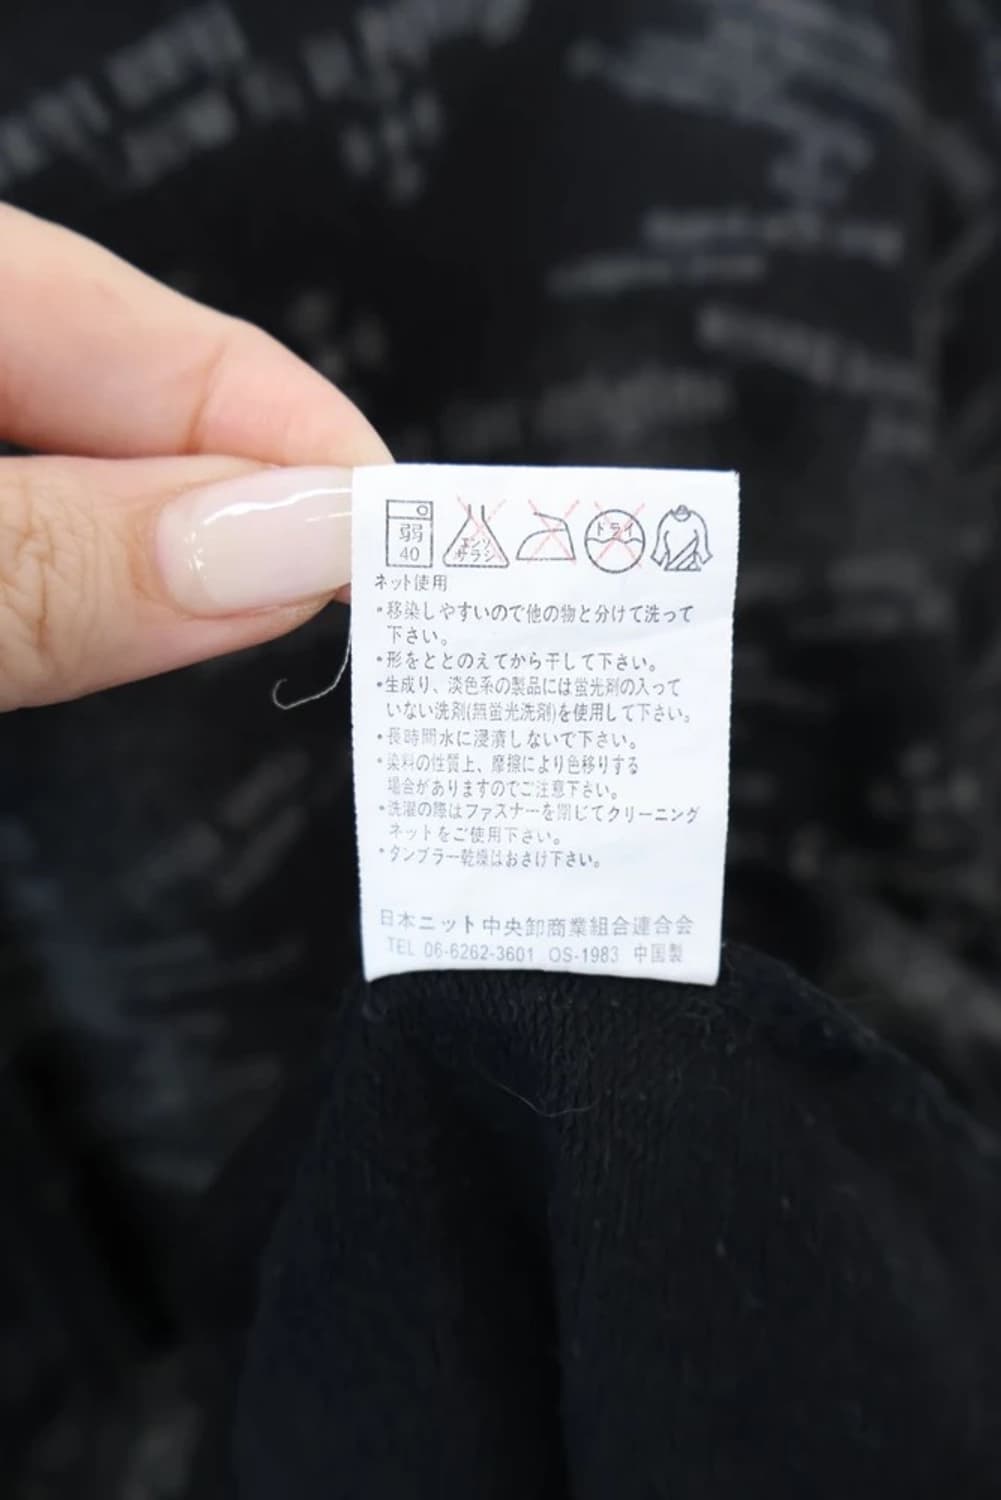 弱
40
エンソ
サラシ
ドライ
ネット使用
・移染しやすいので他の物と分けて洗って
下さい。
・形をととのえてから干して下さい。
・生成り、淡色系の製品には蛍光剤の入って
いない洗剤(無蛍光洗剤)を使用して下さい。
・長時間水に浸漬しないで下さい。
・染料の性質上、摩擦により色移りする
場合がありますのでご注意下さい。
・洗濯の際はファスナーを閉じてクリーニング
ネットをご使用下さい。
・タンブラー乾燥はおさけ下さい。
日本ニット中央卸商業組合連合会
TEL 06-6262-3601 OS-1983 中国製